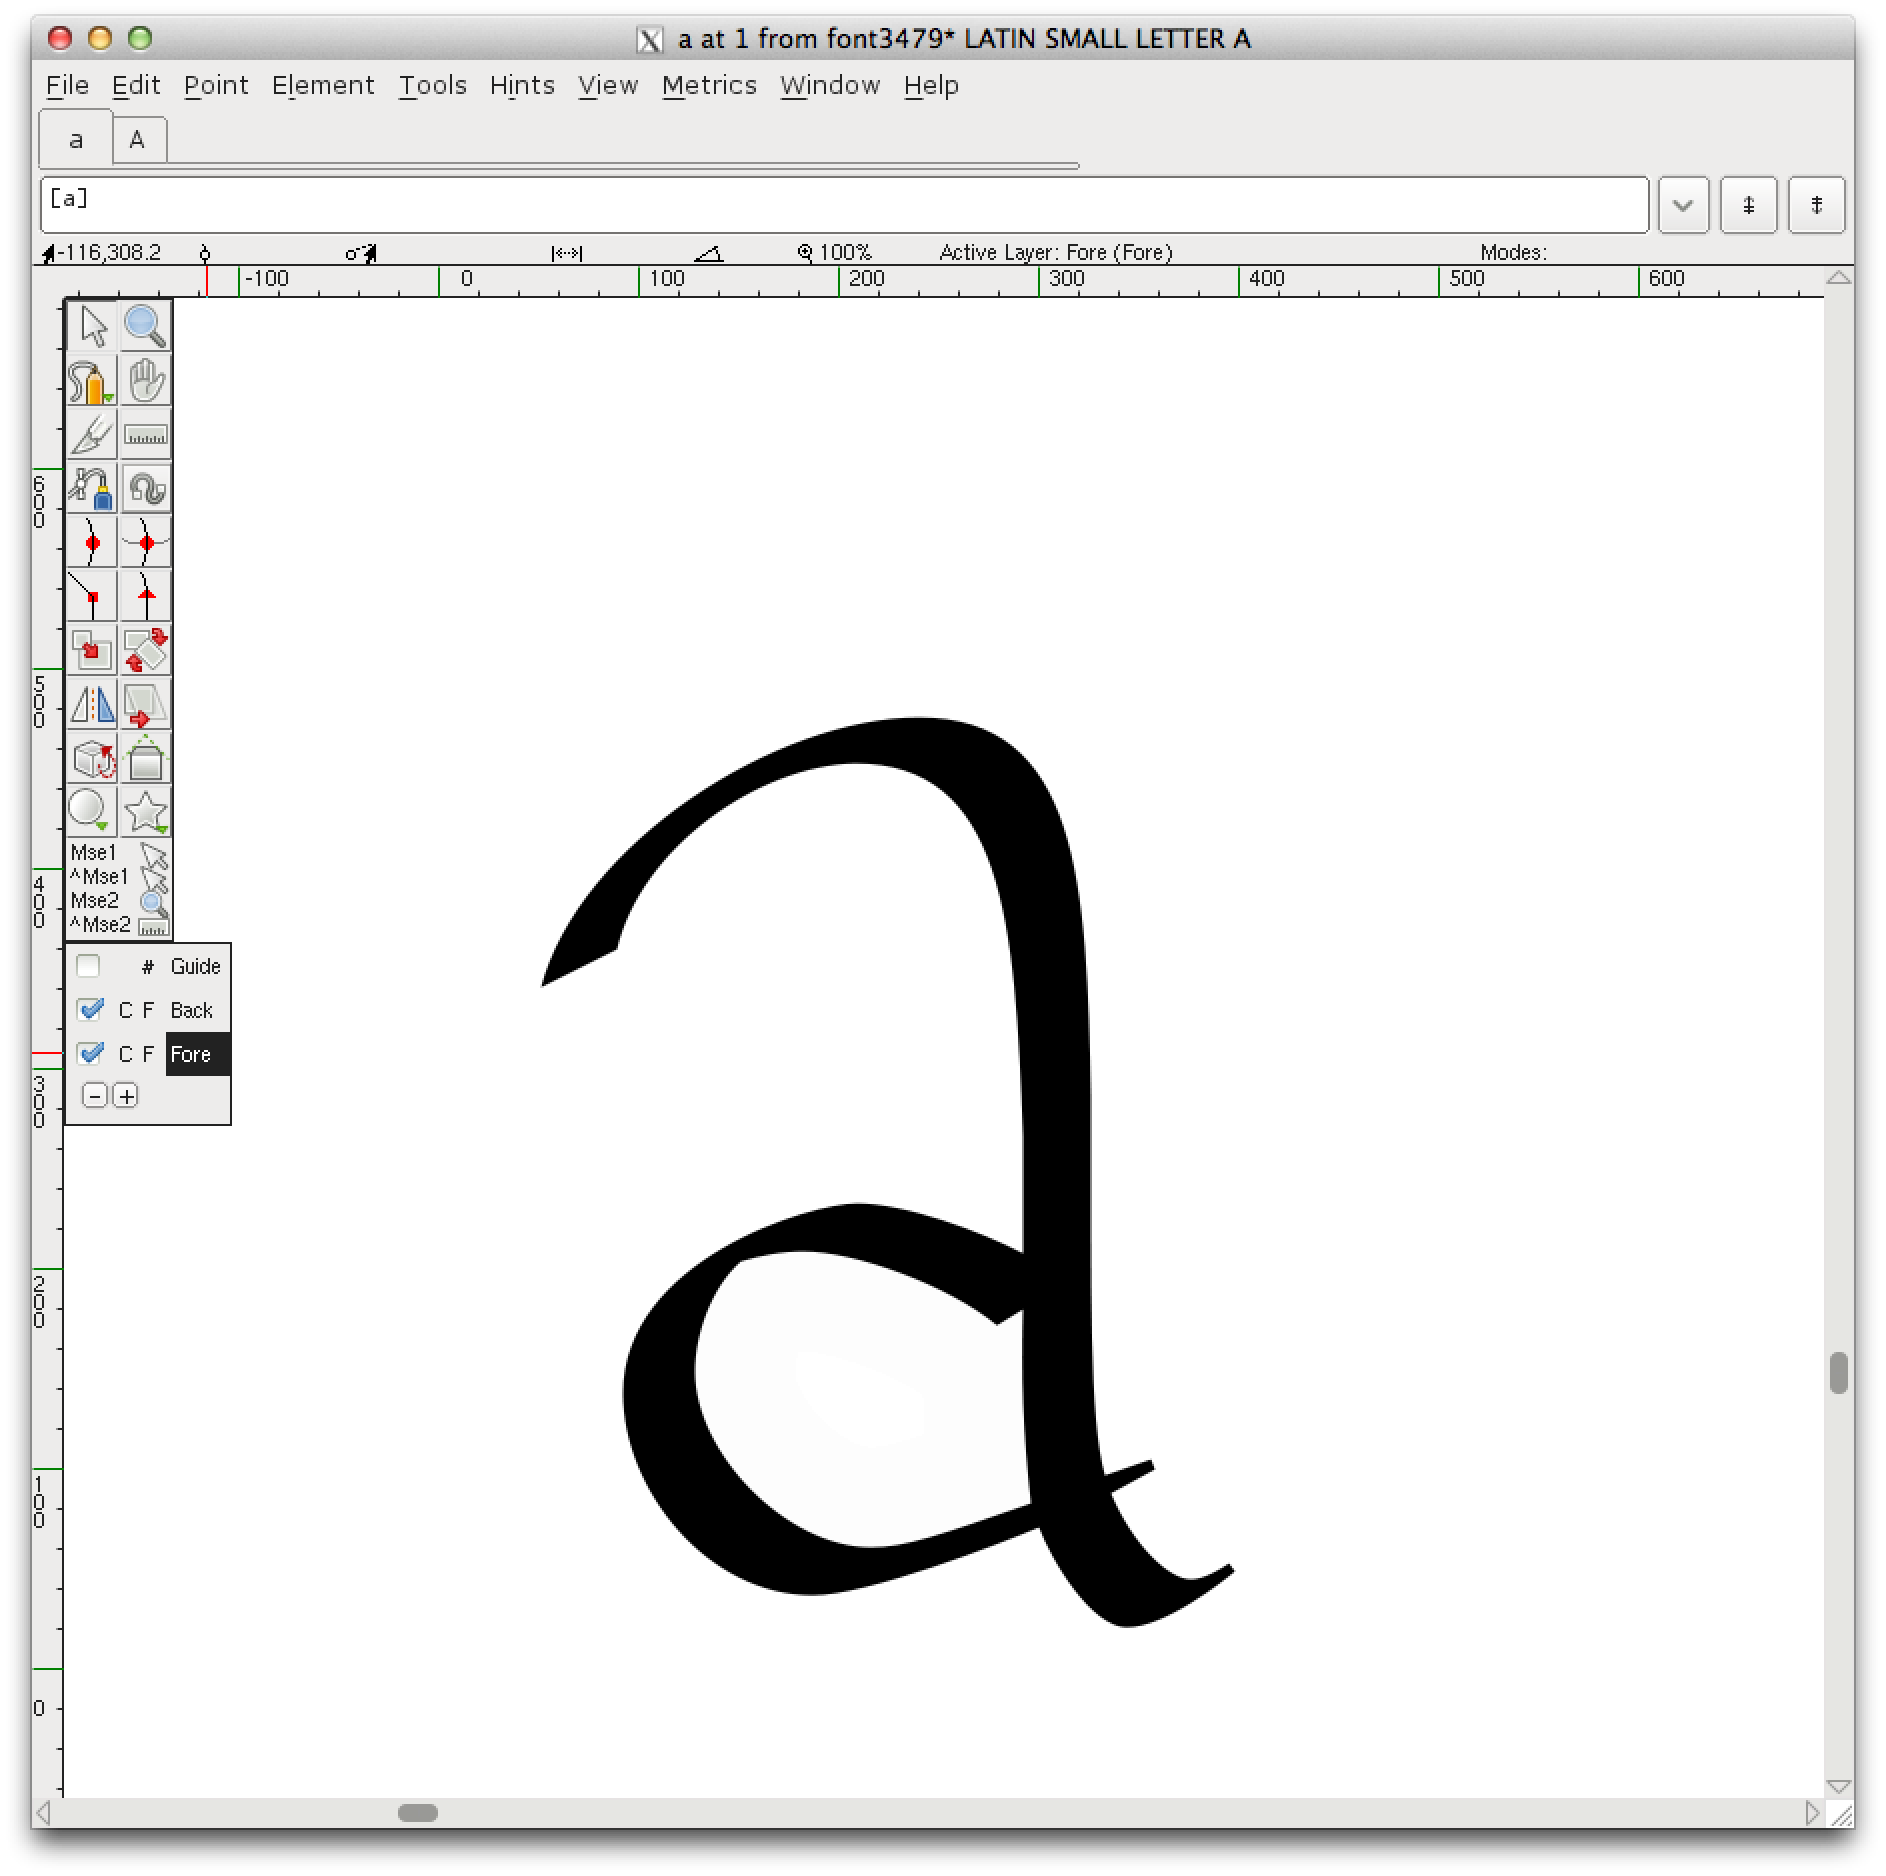 a at 1 from font3479* LATIN SMALL LETTER A
File Edit Point Element Tools Hints View Metrics Window Help
a A
[a]
-116,308.2 100% Active Layer: Fore (Fore) Modes:
-100 0 100 200 300 400 500 600
600
500
400
300
200
100
0
Mse1
^Mse1
Mse2
^Mse2
# Guide
C F Back
C F Fore
- +
a